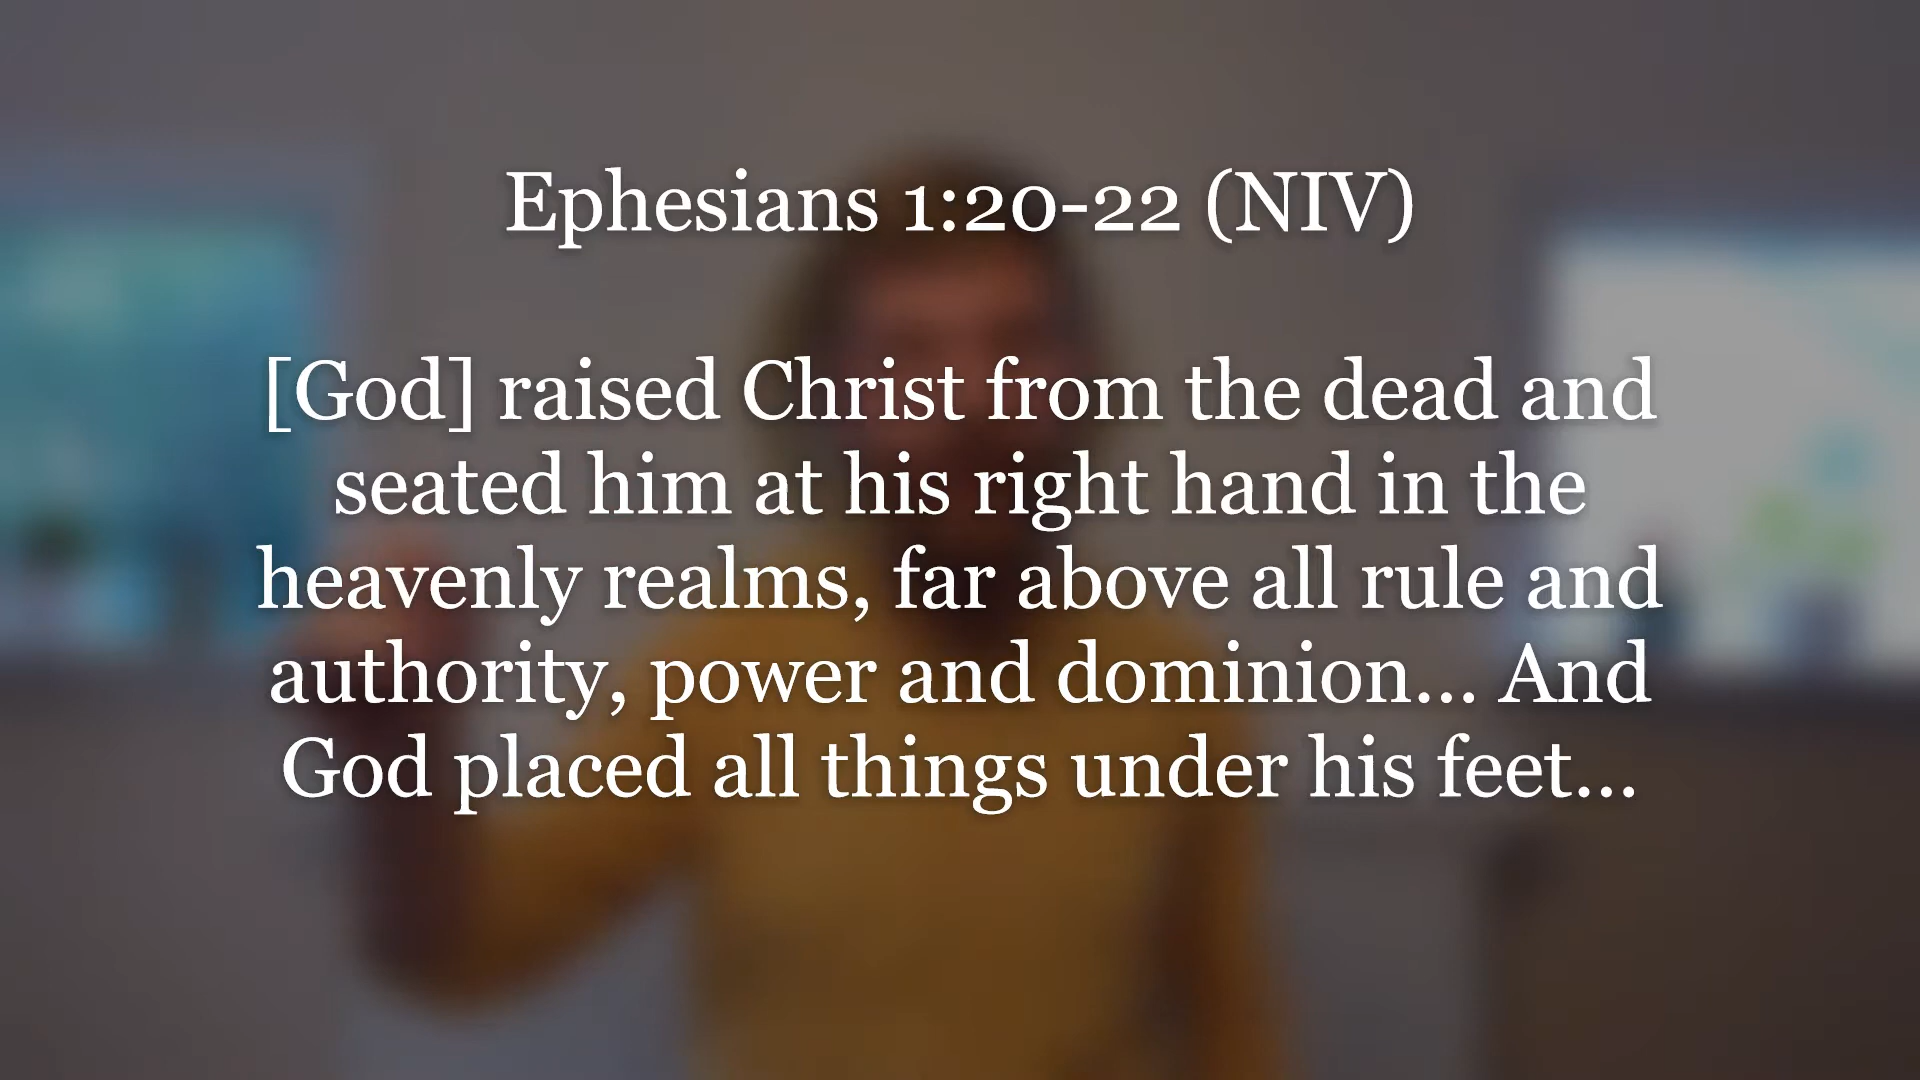 Ephesians 1:20-22 (NIV)
[God] raised Christ from the dead and
seated him at his right hand in the
heavenly realms, far above all rule and
authority, power and dominion... And
God placed all things under his feet...